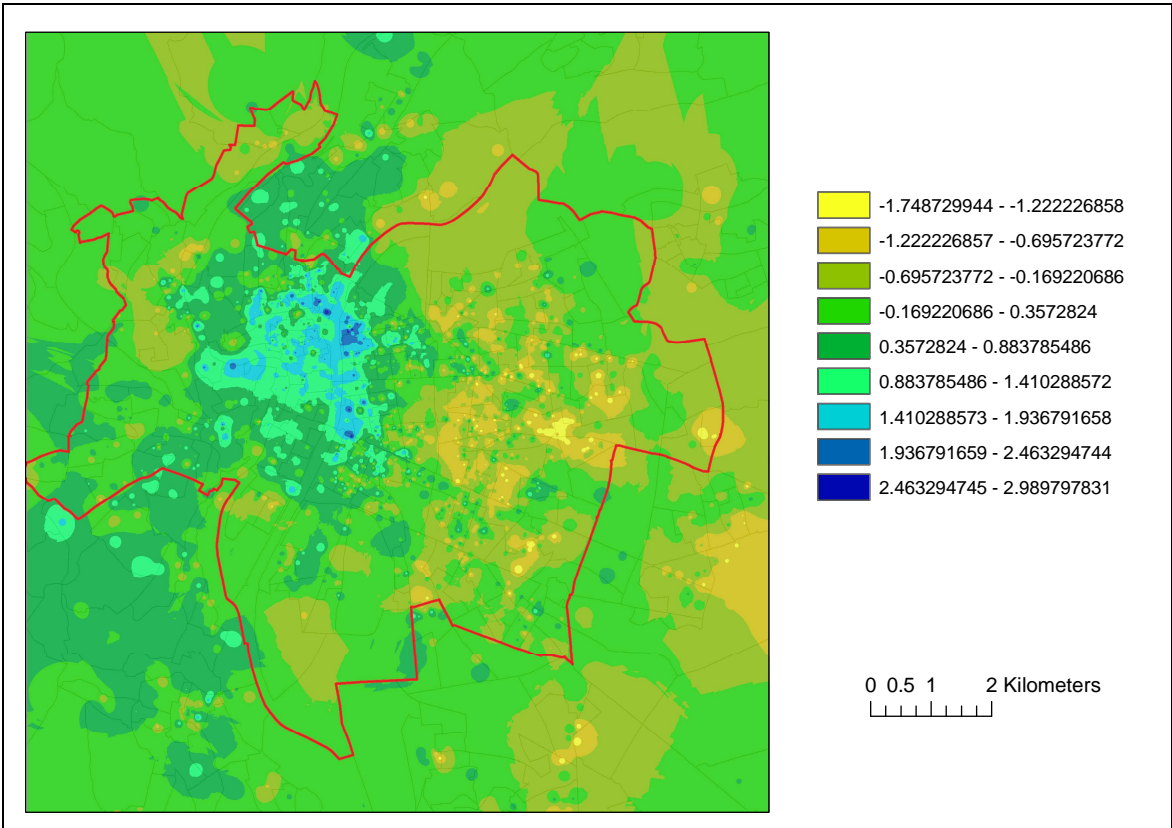 -1.748729944 - -1.222226858
-1.222226857 - -0.695723772
-0.695723772 - -0.169220686
-0.169220686 - 0.3572824
0.3572824 - 0.883785486
0.883785486 - 1.410288572
1.410288573 - 1.936791658
1.936791659 - 2.463294744
2.463294745 - 2.989797831
0 0.5 1 2 Kilometers